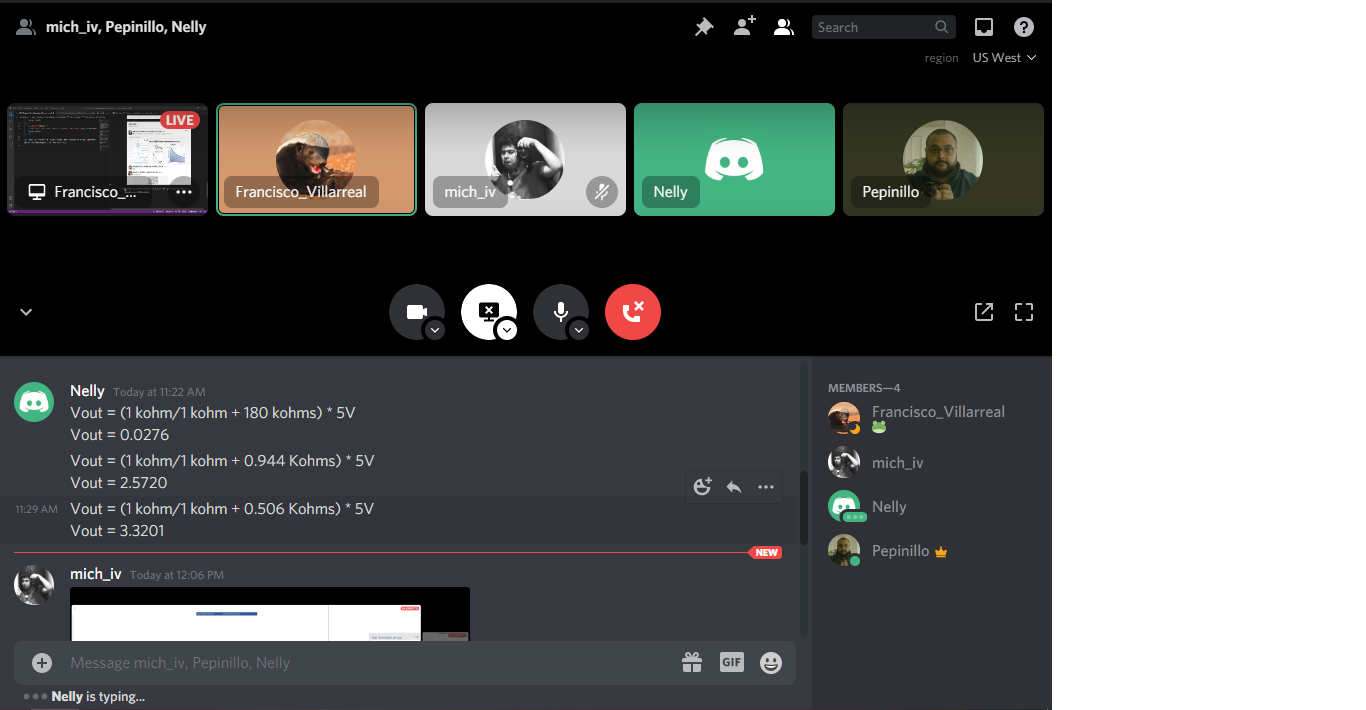 mich_iv, Pepinillo, Nelly
Search
region US West
LIVE
Francisco_...
Francisco_Villarreal
mich_iv
Nelly
Pepinillo
Nelly Today at 11:22 AM
Vout = (1 kohm/1 kohm + 180 kohms) * 5V
Vout = 0.0276
Vout = (1 kohm/1 kohm + 0.944 Kohms) * 5V
Vout = 2.5720
11:29 AM Vout = (1 kohm/1 kohm + 0.506 Kohms) * 5V
Vout = 3.3201
NEW
mich_iv Today at 12:06 PM
Message mich_iv, Pepinillo, Nelly
GIF
Nelly is typing...
MEMBERS—4
Francisco_Villarreal
mich_iv
Nelly
Pepinillo